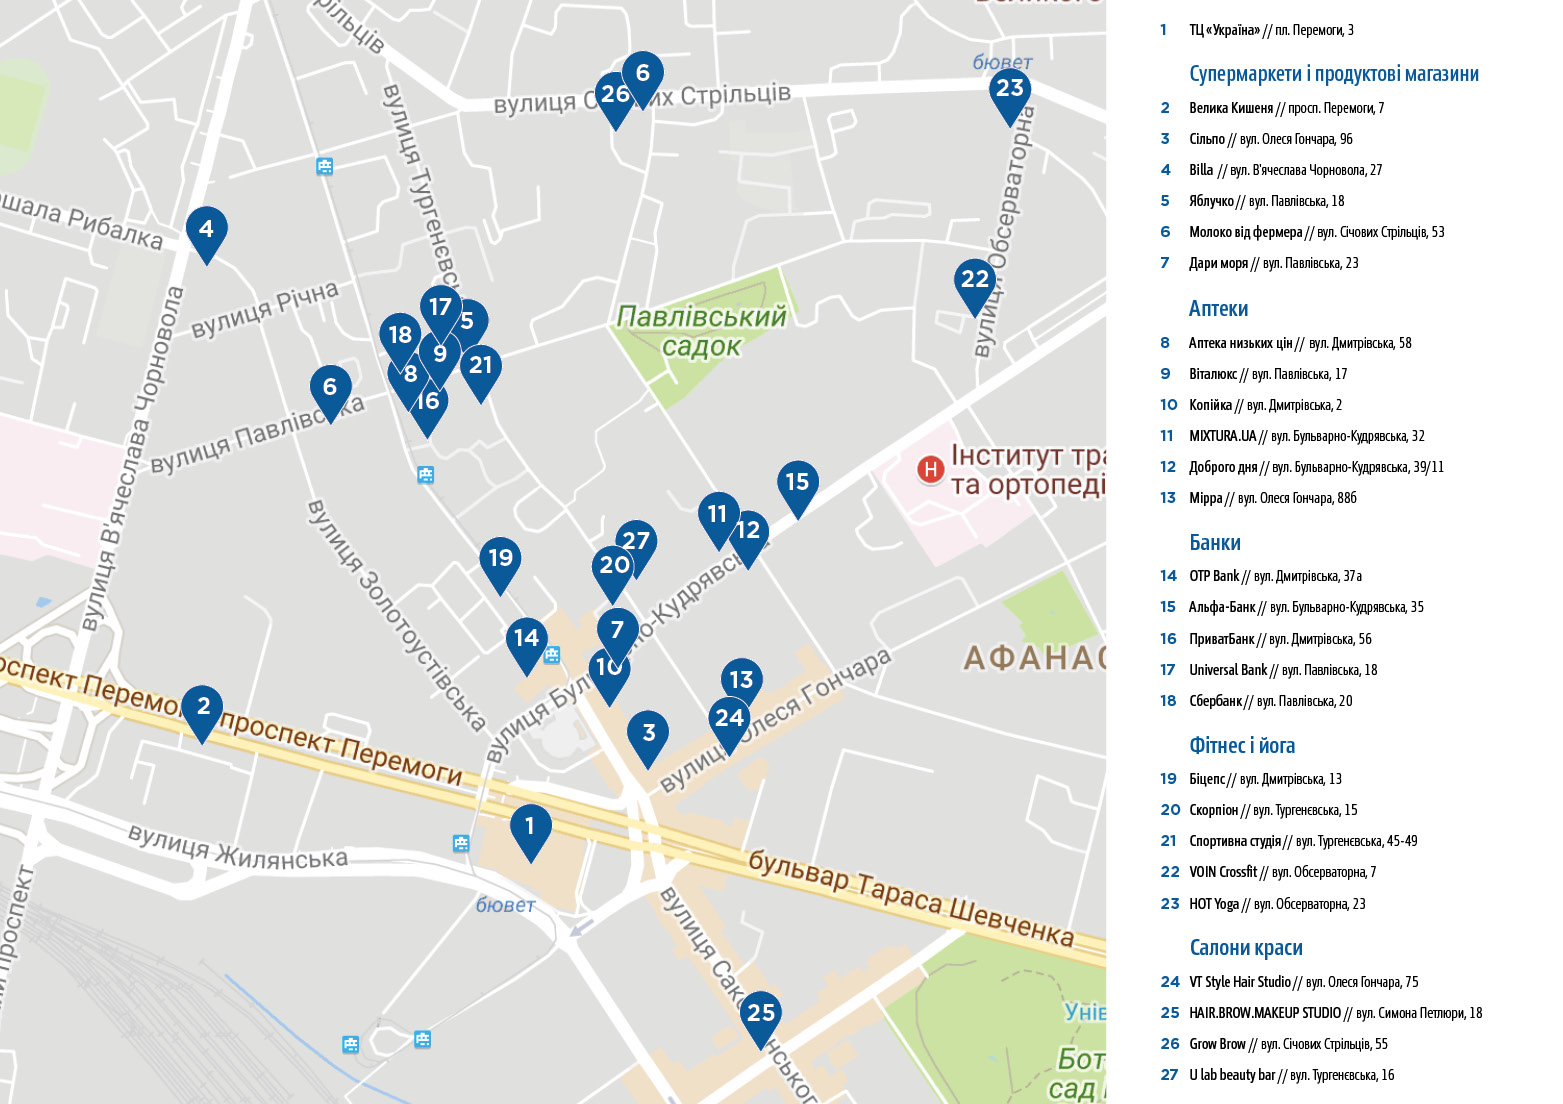 рільців
бювет
6
26
23
вулиця С
ових Стрільців
вулиця Тургенєвсь
вулиц
Обсерваторна
ршала Рибалка
4
22
вулиця Річна
17
5
18
9
21
8
16
6
Павлівський
садок
вулиця Павлівська
вулиця В'ячеслава Чорновола
Інститут тра
та ортопеді
H
15
11
12
вулиця Золотоустівська
19
27
20
14
7
10
вулиця Бул
но-Кудрявсь
13
24
3
вулиця Олеся Гончара
АФАНАС
оспект Перемо
2
проспект Перемоги
1
вулиця Жилянська
бювет
бульвар Тараса Шевченка
и проспект
вулиця Сак
нськог
25
Унів
Бот
сад
1 ТЦ «Україна» // пл. Перемоги, 3
Супермаркети і продуктові магазини
2 Велика Кишеня // просп. Перемоги, 7
3 Сільпо // вул. Олеся Гончара, 96
4 Billa // вул. В'ячеслава Чорновола, 27
5 Яблучко // вул. Павлівська, 18
6 Молоко від фермера // вул. Січових Стрільців, 53
7 Дари моря // вул. Павлівська, 23
Аптеки
8 Аптека низьких цін // вул. Дмитрівська, 58
9 Віталюкс // вул. Павлівська, 17
10 Копійка // вул. Дмитрівська, 2
11 MIXTURA.UA // вул. Бульварно-Кудрявська, 32
12 Доброго дня // вул. Бульварно-Кудрявська, 39/11
13 Мірра // вул. Олеся Гончара, 88б
Банки
14 OTP Bank // вул. Дмитрівська, 37а
15 Альфа-Банк // вул. Бульварно-Кудрявська, 35
16 ПриватБанк // вул. Дмитрівська, 56
17 Universal Bank // вул. Павлівська, 18
18 Сбербанк // вул. Павлівська, 20
Фітнес і йога
19 Біцепс // вул. Дмитрівська, 13
20 Скорпіон // вул. Тургенєвська, 15
21 Спортивна студія // вул. Тургенєвська, 45-49
22 VOIN Crossfit // вул. Обсерваторна, 7
23 HOT Yoga // вул. Обсерваторна, 23
Салони краси
24 VT Style Hair Studio // вул. Олеся Гончара, 75
25 HAIR.BROW.MAKEUP STUDIO // вул. Симона Петлюри, 18
26 Grow Brow // вул. Січових Стрільців, 55
27 U lab beauty bar // вул. Тургенєвська, 16